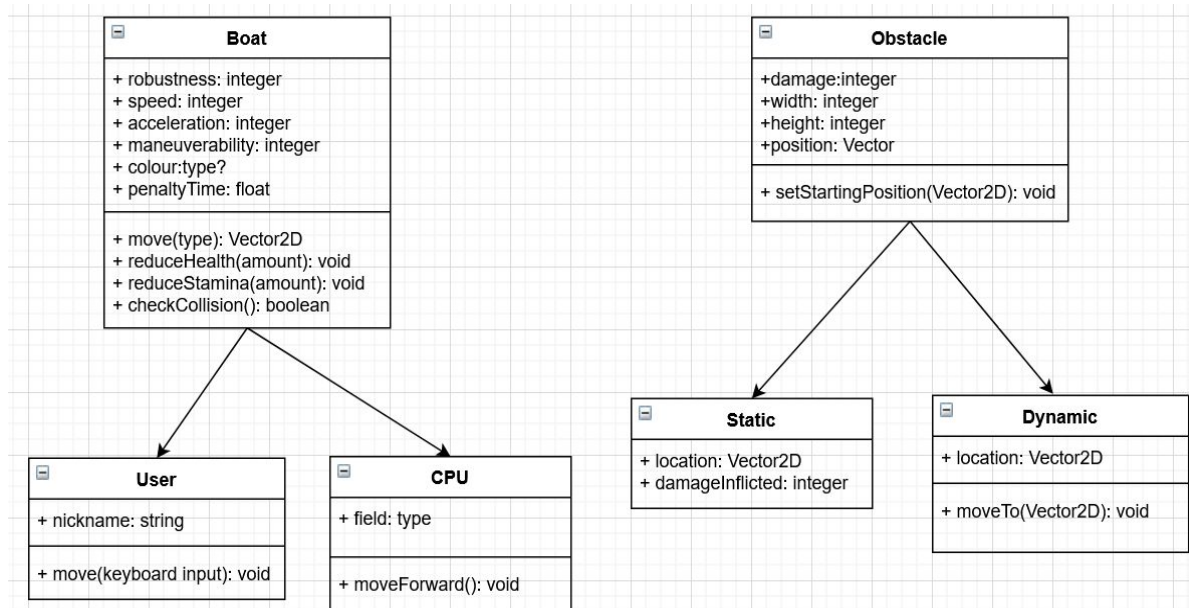 Boat
+ robustness: integer
+ speed: integer
+ acceleration: integer
+ maneuverability: integer
+ colour:type?
+ penaltyTime: float
+ move(type): Vector2D
+ reduceHealth(amount): void
+ reduceStamina(amount): void
+ checkCollision(): boolean
Obstacle
+damage:integer
+width: integer
+height: integer
+position: Vector
+ setStartingPosition(Vector2D): void
User
+ nickname: string
+ move(keyboard input): void
CPU
+ field: type
+ moveForward(): void
Static
+ location: Vector2D
+ damageInflicted: integer
Dynamic
+ location: Vector2D
+ moveTo(Vector2D): void